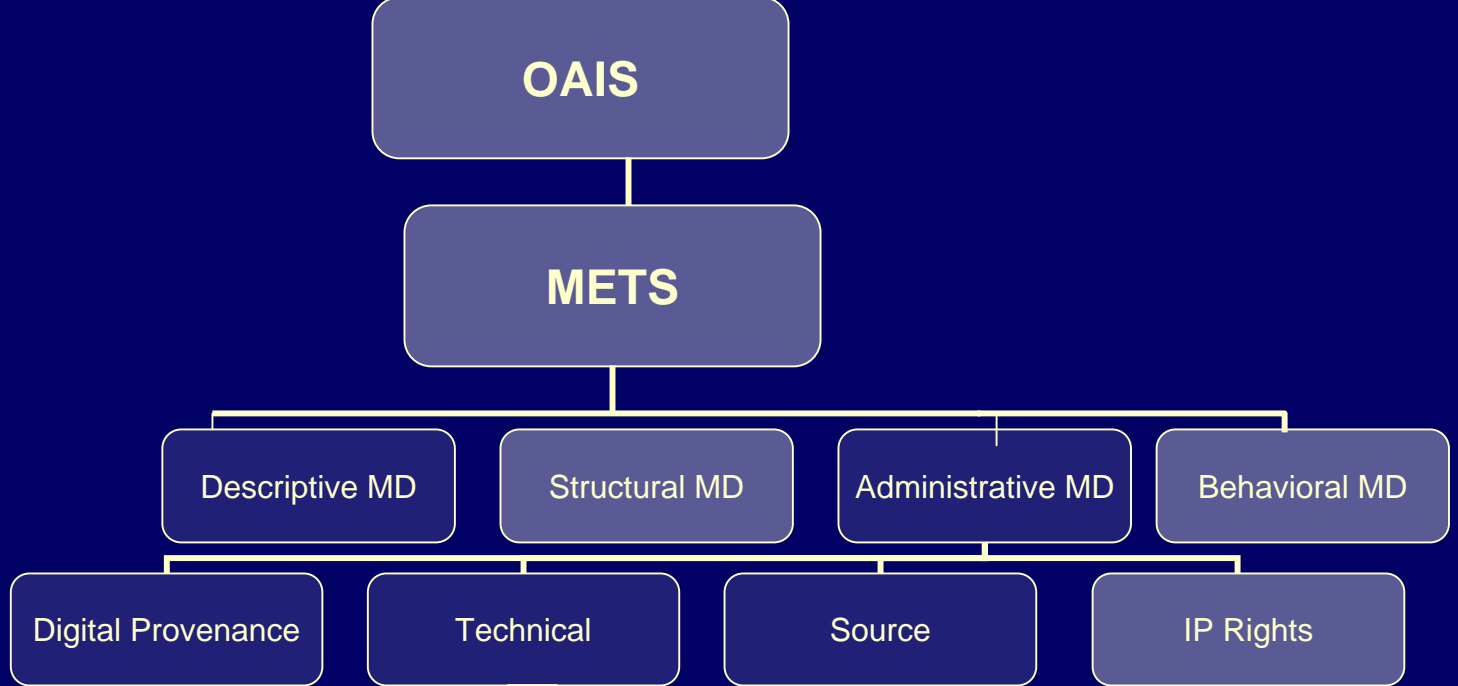 OAIS
METS
Descriptive MD
Structural MD
Administrative MD
Behavioral MD
Digital Provenance
Technical
Source
IP Rights